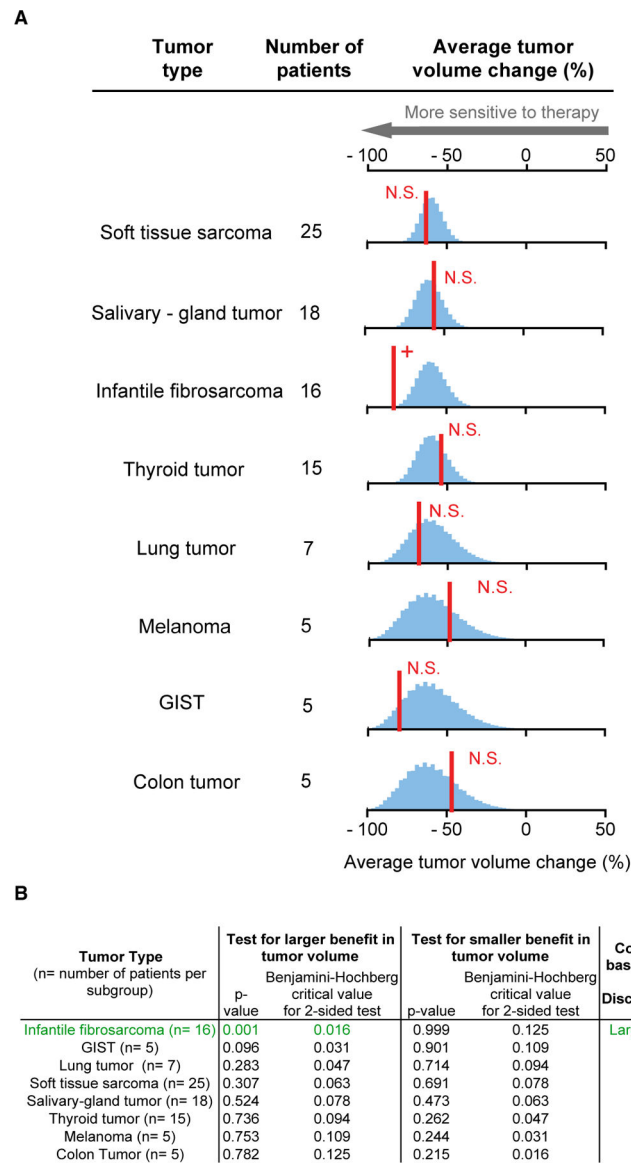 A
Tumor type Number of patients Average tumor volume change (%)
More sensitive to therapy
- 100 - 50 0 50
Soft tissue sarcoma 25 N.S.
Salivary - gland tumor 18 N.S.
Infantile fibrosarcoma 16 +
Thyroid tumor 15 N.S.
Lung tumor 7 N.S.
Melanoma 5 N.S.
GIST 5 N.S.
Colon tumor 5 N.S.
- 100 - 50 0 50
Average tumor volume change (%)
B
Tumor Type (n= number of patients per subgroup) Test for larger benefit in tumor volume Test for smaller benefit in tumor volume
p-value Benjamini-Hochberg critical value for 2-sided test p-value Benjamini-Hochberg critical value for 2-sided test
Infantile fibrosarcoma (n= 16) 0.001 0.016 0.999 0.125
GIST (n= 5) 0.096 0.031 0.901 0.109
Lung tumor (n= 7) 0.283 0.047 0.714 0.094
Soft tissue sarcoma (n= 25) 0.307 0.063 0.691 0.078
Salivary-gland tumor (n= 18) 0.524 0.078 0.473 0.063
Thyroid tumor (n= 15) 0.736 0.094 0.262 0.047
Melanoma (n= 5) 0.753 0.109 0.244 0.031
Colon Tumor (n= 5) 0.782 0.125 0.215 0.016